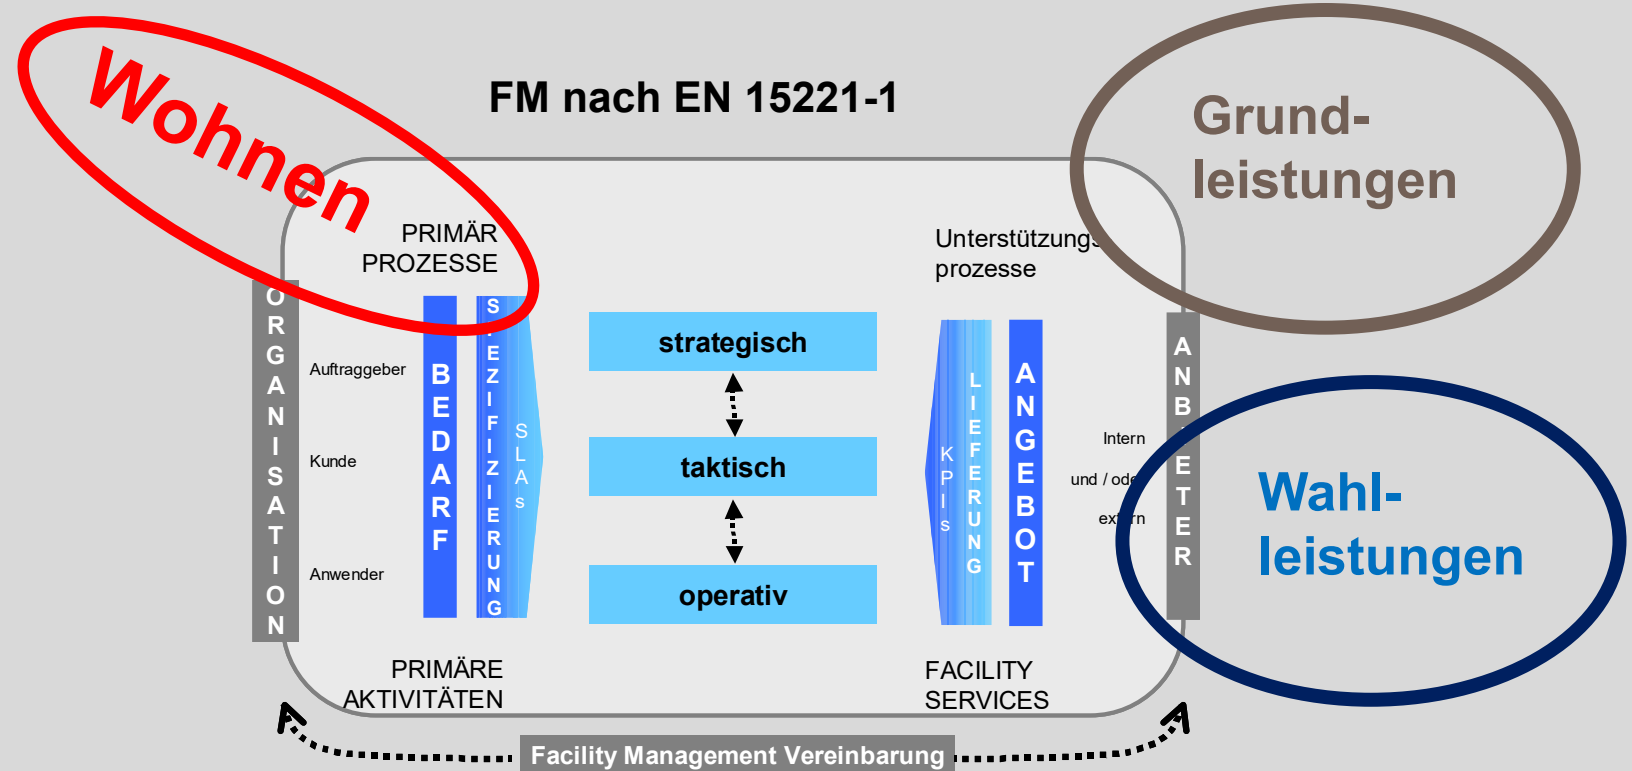 Wohnen
FM nach EN 15221-1
Grund-
leistungen
PRIMÄR
PROZESSE
Unterstützungs
prozesse
ORGANISATION
Auftraggeber
Kunde
Anwender
BEDARF
SPEZIFIZIERUNG
SLAs
strategisch
taktisch
operativ
KPIs
LIEFERUNG
ANGEBOT
Intern
und / oder
extern
ANBIETER
Wahl-
leistungen
PRIMÄRE
AKTIVITÄTEN
FACILITY
SERVICES
Facility Management Vereinbarung